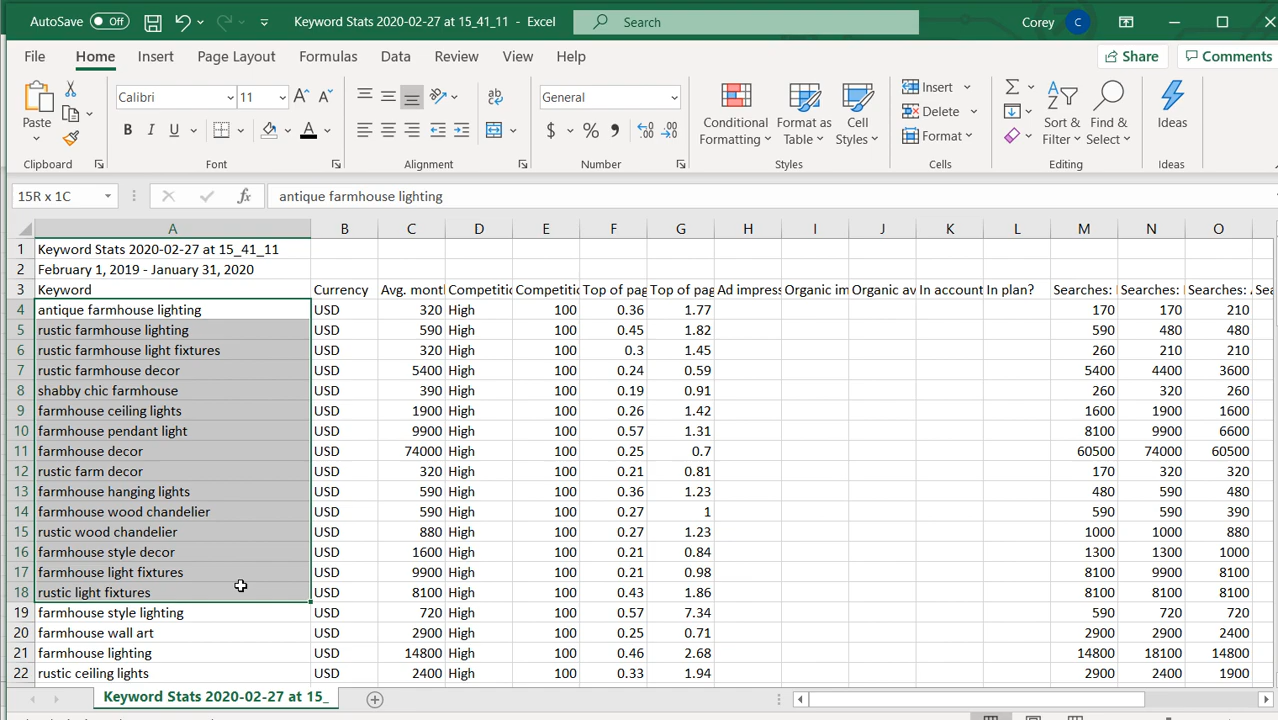 AutoSave Off Keyword Stats 2020-02-27 at 15_41_11 - Excel Search Corey C
File Home Insert Page Layout Formulas Data Review View Help Share Comments
Paste Calibri 11 General $ % Conditional Formatting Format as Table Cell Styles Insert Delete Format Sort & Filter Find & Select Ideas
Clipboard Font Alignment Number Styles Cells Editing Ideas
15R x 1C fx antique farmhouse lighting
A B C D E F G H I J K L M N O
1 Keyword Stats 2020-02-27 at 15_41_11
2 February 1, 2019 - January 31, 2020
3 Keyword Currency Avg. mont Competitic Competitic Top of pag Top of pag Ad impress Organic im Organic av In account In plan? Searches: Searches: Searches: Sea
4 antique farmhouse lighting USD 320 High 100 0.36 1.77 170 170 210
5 rustic farmhouse lighting USD 590 High 100 0.45 1.82 590 480 480
6 rustic farmhouse light fixtures USD 320 High 100 0.3 1.45 260 210 210
7 rustic farmhouse decor USD 5400 High 100 0.24 0.59 5400 4400 3600
8 shabby chic farmhouse USD 390 High 100 0.19 0.91 260 320 260
9 farmhouse ceiling lights USD 1900 High 100 0.26 1.42 1600 1900 1600
10 farmhouse pendant light USD 9900 High 100 0.57 1.31 8100 9900 6600
11 farmhouse decor USD 74000 High 100 0.25 0.7 60500 74000 60500
12 rustic farm decor USD 320 High 100 0.21 0.81 170 320 320
13 farmhouse hanging lights USD 590 High 100 0.36 1.23 480 590 480
14 farmhouse wood chandelier USD 590 High 100 0.27 1 590 590 390
15 rustic wood chandelier USD 880 High 100 0.27 1.23 1000 1000 880
16 farmhouse style decor USD 1600 High 100 0.21 0.84 1300 1300 1000
17 farmhouse light fixtures USD 9900 High 100 0.21 0.98 8100 9900 8100
18 rustic light fixtures USD 8100 High 100 0.43 1.86 8100 8100 8100
19 farmhouse style lighting USD 720 High 100 0.57 7.34 590 720 720
20 farmhouse wall art USD 2900 High 100 0.25 0.71 2900 2900 2400
21 farmhouse lighting USD 14800 High 100 0.46 2.68 14800 18100 14800
22 rustic ceiling lights USD 2400 High 100 0.33 1.94 2900 2400 1900
Keyword Stats 2020-02-27 at 15_